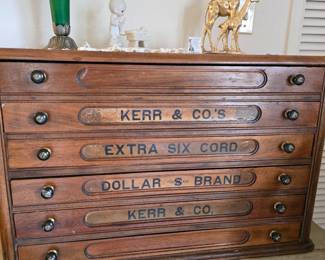 KERR & CO.'S
EXTRA SIX CORD
DOLLAR S BRAND
KERR & CO.